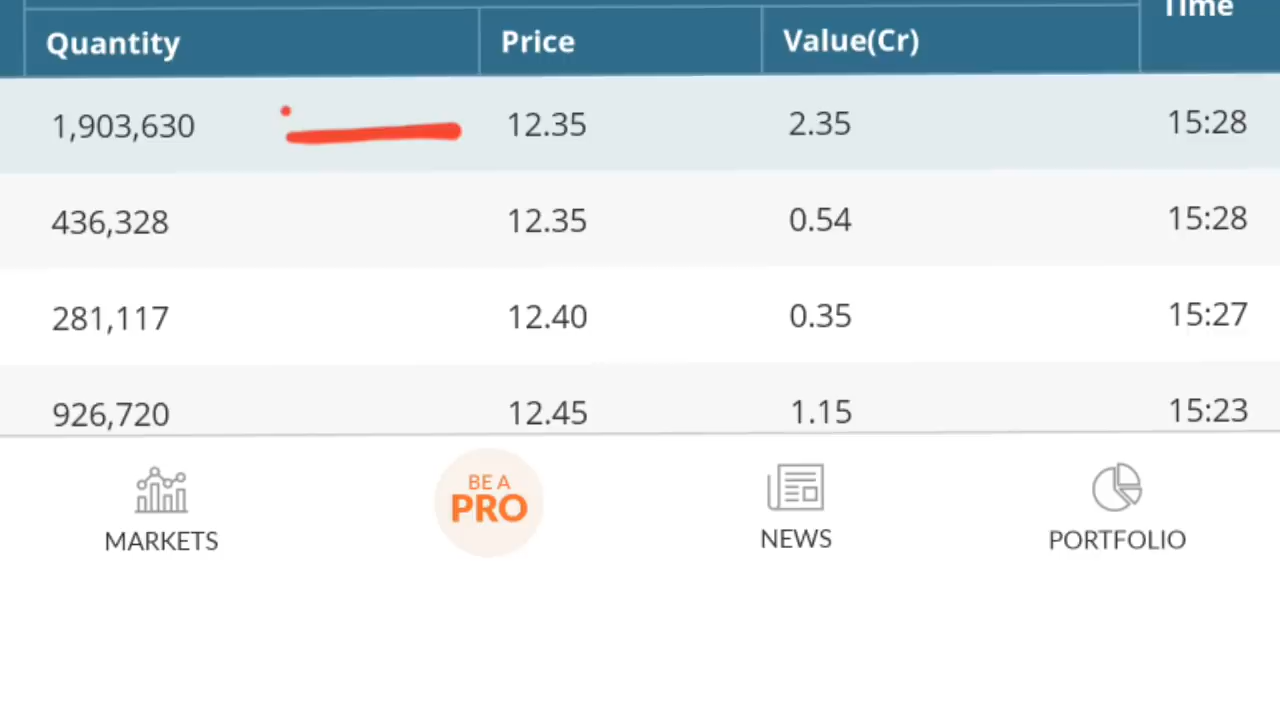 Time
Quantity Price Value(Cr)
1,903,630 12.35 2.35 15:28
436,328 12.35 0.54 15:28
281,117 12.40 0.35 15:27
926,720 12.45 1.15 15:23
BE A
PRO
MARKETS NEWS PORTFOLIO